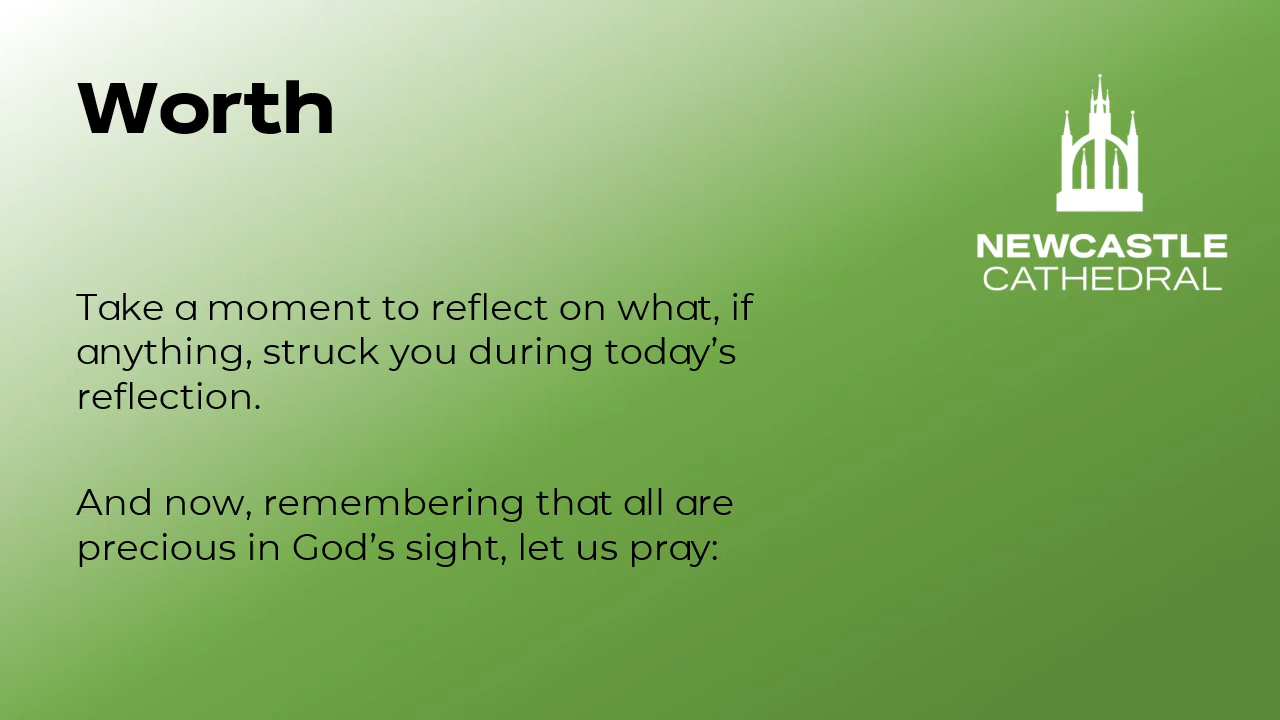 Worth
NEWCASTLE
CATHEDRAL
Take a moment to reflect on what, if
anything, struck you during today’s
reflection.
And now, remembering that all are
precious in God’s sight, let us pray: